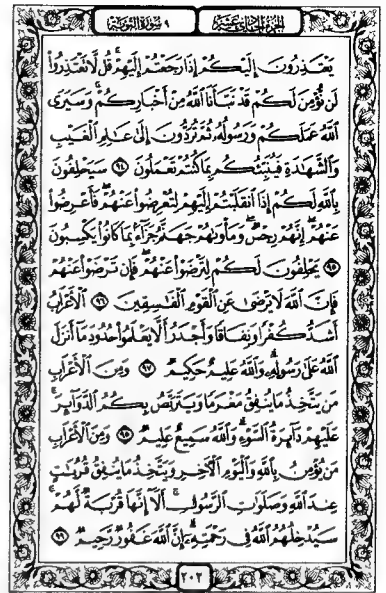 الجزء الحادي عشر
٩ سورة التوبة
يَعْتَذِرُونَ إِلَيْكُمْ إِذَا رَجَعْتُمْ إِلَيْهِمْ ۚ قُل لَّا تَعْتَذِرُوا۟
لَن نُّؤْمِنَ لَكُمْ قَدْ نَبَّأَنَا ٱللَّهُ مِنْ أَخْبَارِكُمْ ۚ وَسَيَرَى
ٱللَّهُ عَمَلَكُمْ وَرَسُولُهُۥ ثُمَّ تُرَدُّونَ إِلَىٰ عَٰلِمِ ٱلْغَيْبِ
وَٱلشَّهَٰدَةِ فَيُنَبِّئُكُم بِمَا كُنتُمْ تَعْمَلُونَ ٩٤ سَيَحْلِفُونَ
بِٱللَّهِ لَكُمْ إِذَا ٱنقَلَبْتُمْ إِلَيْهِمْ لِتُعْرِضُوا۟ عَنْهُمْ ۖ فَأَعْرِضُوا۟
عَنْهُمْ ۖ إِنَّهُمْ رِجْسٌ ۖ وَمَأْوَىٰهُمْ جَهَنَّمُ جَزَآءًۢ بِمَا كَانُوا۟ يَكْسِبُونَ
٩٥ يَحْلِفُونَ لَكُمْ لِتَرْضَوْا۟ عَنْهُمْ ۖ فَإِن تَرْضَوْا۟ عَنْهُمْ
فَإِنَّ ٱللَّهَ لَا يَرْضَىٰ عَنِ ٱلْقَوْمِ ٱلْفَٰسِقِينَ ٩٦ ٱلْأَعْرَابُ
أَشَدُّ كُفْرًا وَنِفَاقًا وَأَجْدَرُ أَلَّا يَعْلَمُوا۟ حُدُودَ مَآ أَنزَلَ
ٱللَّهُ عَلَىٰ رَسُولِهِۦ ۗ وَٱللَّهُ عَلِيمٌ حَكِيمٌ ٩٧ وَمِنَ ٱلْأَعْرَابِ
مَن يَتَّخِذُ مَا يُنفِقُ مَغْرَمًا وَيَتَرَبَّصُ بِكُمُ ٱلدَّوَآئِرَ ۚ
عَلَيْهِمْ دَآئِرَةُ ٱلسَّوْءِ ۗ وَٱللَّهُ سَمِيعٌ عَلِيمٌ ٩٨ وَمِنَ ٱلْأَعْرَابِ
مَن يُؤْمِنُ بِٱللَّهِ وَٱلْيَوْمِ ٱلْءَاخِرِ وَيَتَّخِذُ مَا يُنفِقُ قُرُبَٰتٍ
عِندَ ٱللَّهِ وَصَلَوَٰتِ ٱلرَّسُولِ ۚ أَلَآ إِنَّهَا قُرْبَةٌ لَّهُمْ ۚ
سَيُدْخِلُهُمُ ٱللَّهُ فِى رَحْمَتِهِۦٓ ۗ إِنَّ ٱللَّهَ غَفُورٌ رَّحِيمٌ ٩٩
٢٠٢